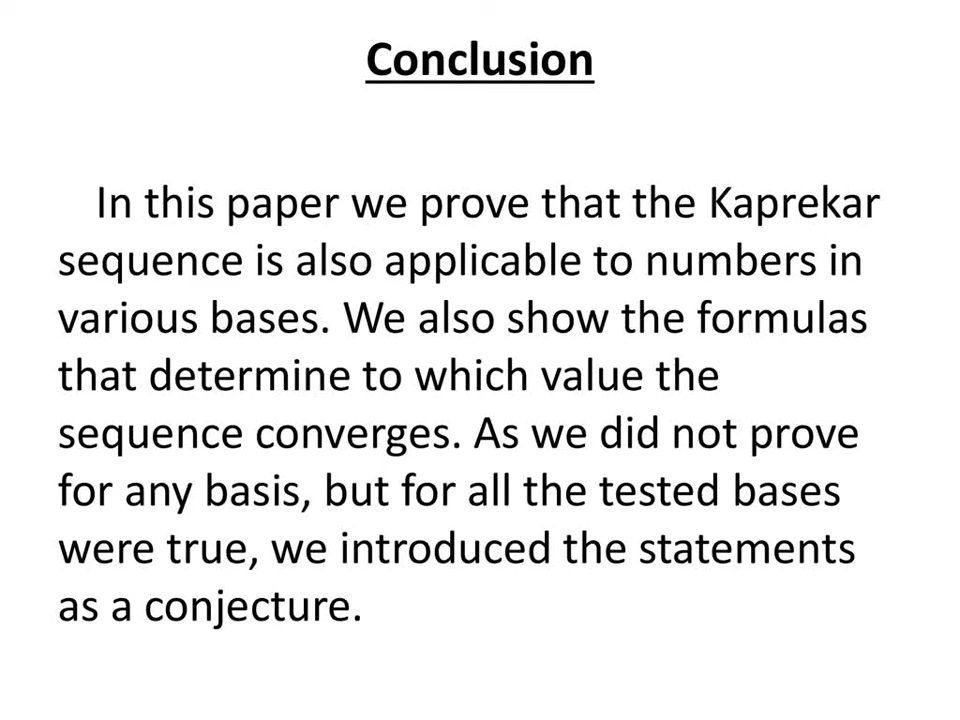 Conclusion
In this paper we prove that the Kaprekar
sequence is also applicable to numbers in
various bases. We also show the formulas
that determine to which value the
sequence converges. As we did not prove
for any basis, but for all the tested bases
were true, we introduced the statements
as a conjecture.